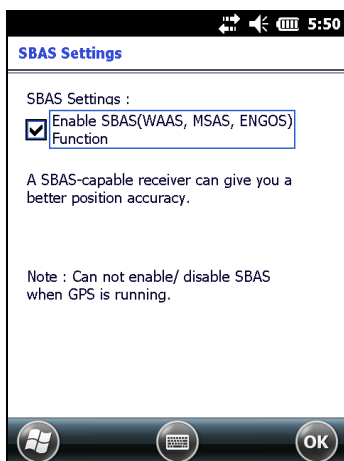 5:50
SBAS Settings
SBAS Settings :
Enable SBAS(WAAS, MSAS, ENGOS)
Function
A SBAS-capable receiver can give you a
better position accuracy.
Note : Can not enable/ disable SBAS
when GPS is running.
OK